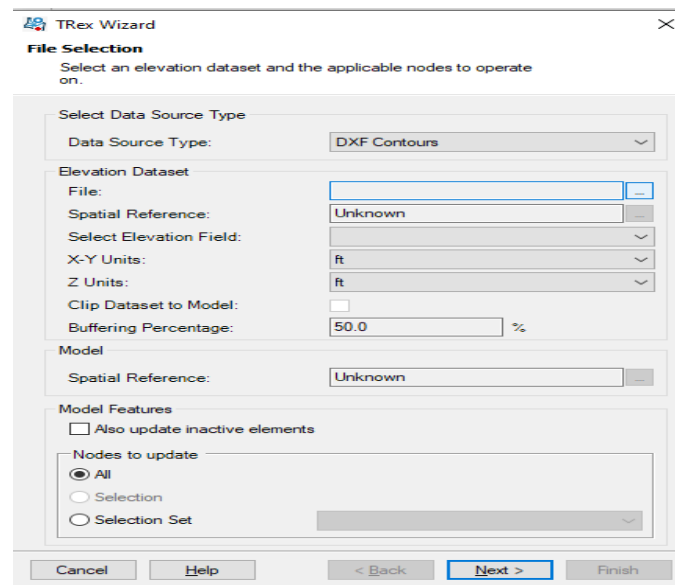 TRex Wizard
File Selection
Select an elevation dataset and the applicable nodes to operate
on.
Select Data Source Type
Data Source Type: DXF Contours
Elevation Dataset
File: ...
Spatial Reference: Unknown ...
Select Elevation Field:
X-Y Units: ft
Z Units: ft
Clip Dataset to Model:
Buffering Percentage: 50.0 %
Model
Spatial Reference: Unknown ...
Model Features
Also update inactive elements
Nodes to update
All
Selection
Selection Set
Cancel Help < Back Next > Finish